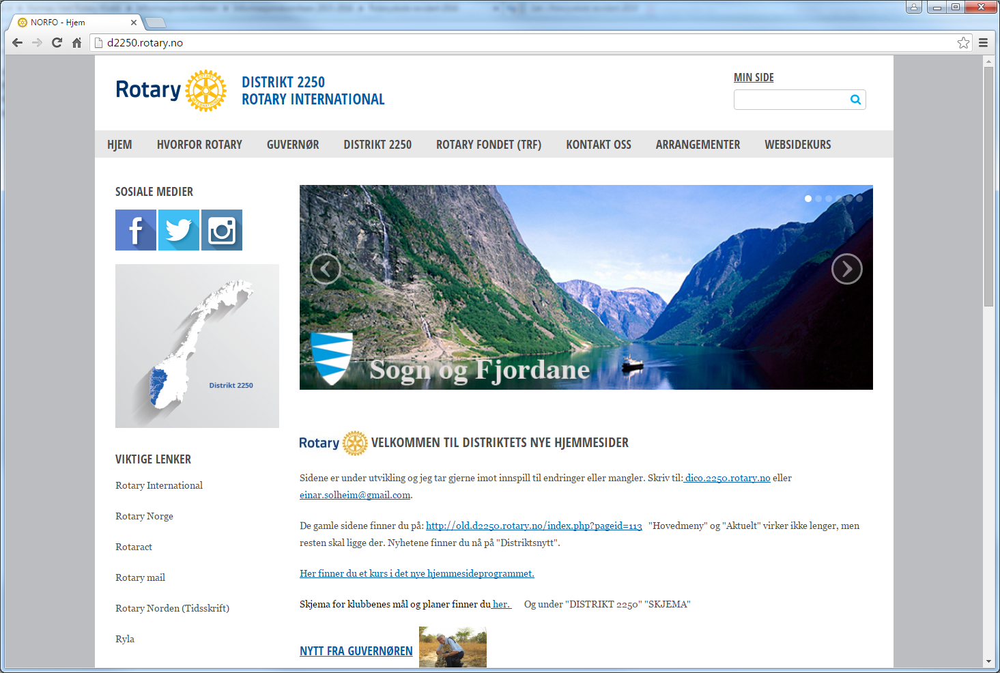 NORFO - Hjem
d2250.rotary.no
Rotary
DISTRIKT 2250
ROTARY INTERNATIONAL
MIN SIDE
HJEM HVORFOR ROTARY GUVERNØR DISTRIKT 2250 ROTARY FONDET (TRF) KONTAKT OSS ARRANGEMENTER WEBSIDEKURS
SOSIALE MEDIER
Distrikt 2250
VIKTIGE LENKER
Rotary International
Rotary Norge
Rotaract
Rotary mail
Rotary Norden (Tidsskrift)
Ryla
Sogn og Fjordane
Rotary VELKOMMEN TIL DISTRIKTETS NYE HJEMMESIDER
Sidene er under utvikling og jeg tar gjerne imot innspill til endringer eller mangler. Skriv til: dico.2250.rotary.no eller
einar.solheim@gmail.com.
De gamle sidene finner du på: http://old.d2250.rotary.no/index.php?pageid=113 "Hovedmeny" og "Aktuelt" virker ikke lenger, men
resten skal ligge der. Nyhetene finner du nå på "Distriktsnytt".
Her finner du et kurs i det nye hjemmesideprogrammet.
Skjema for klubbenes mål og planer finner du her. Og under "DISTRIKT 2250" "SKJEMA"
NYTT FRA GUVERNØREN